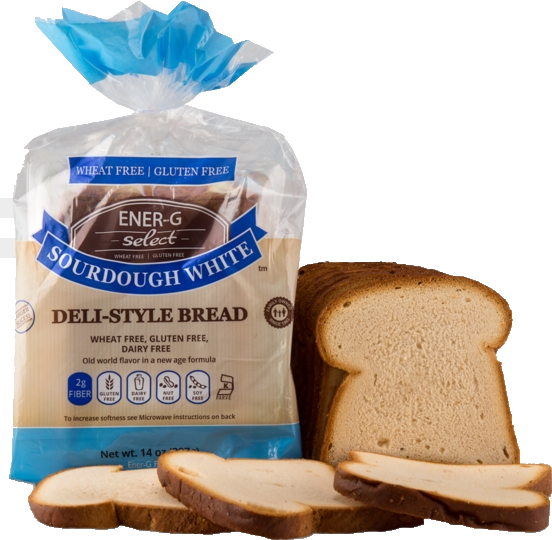 WHEAT FREE | GLUTEN FREE
ENER-G
select
WHEAT FREE | GLUTEN FREE
SOURDOUGH WHITE
tm
DELI-STYLE BREAD
WHEAT FREE, GLUTEN FREE,
DAIRY FREE
Old world flavor in a new age formula
2g FIBER
GLUTEN FREE
DAIRY FREE
NUT FREE
SOY FREE
PAREVE
To increase softness see Microwave instructions on back
Net wt. 14 oz
Ener-G